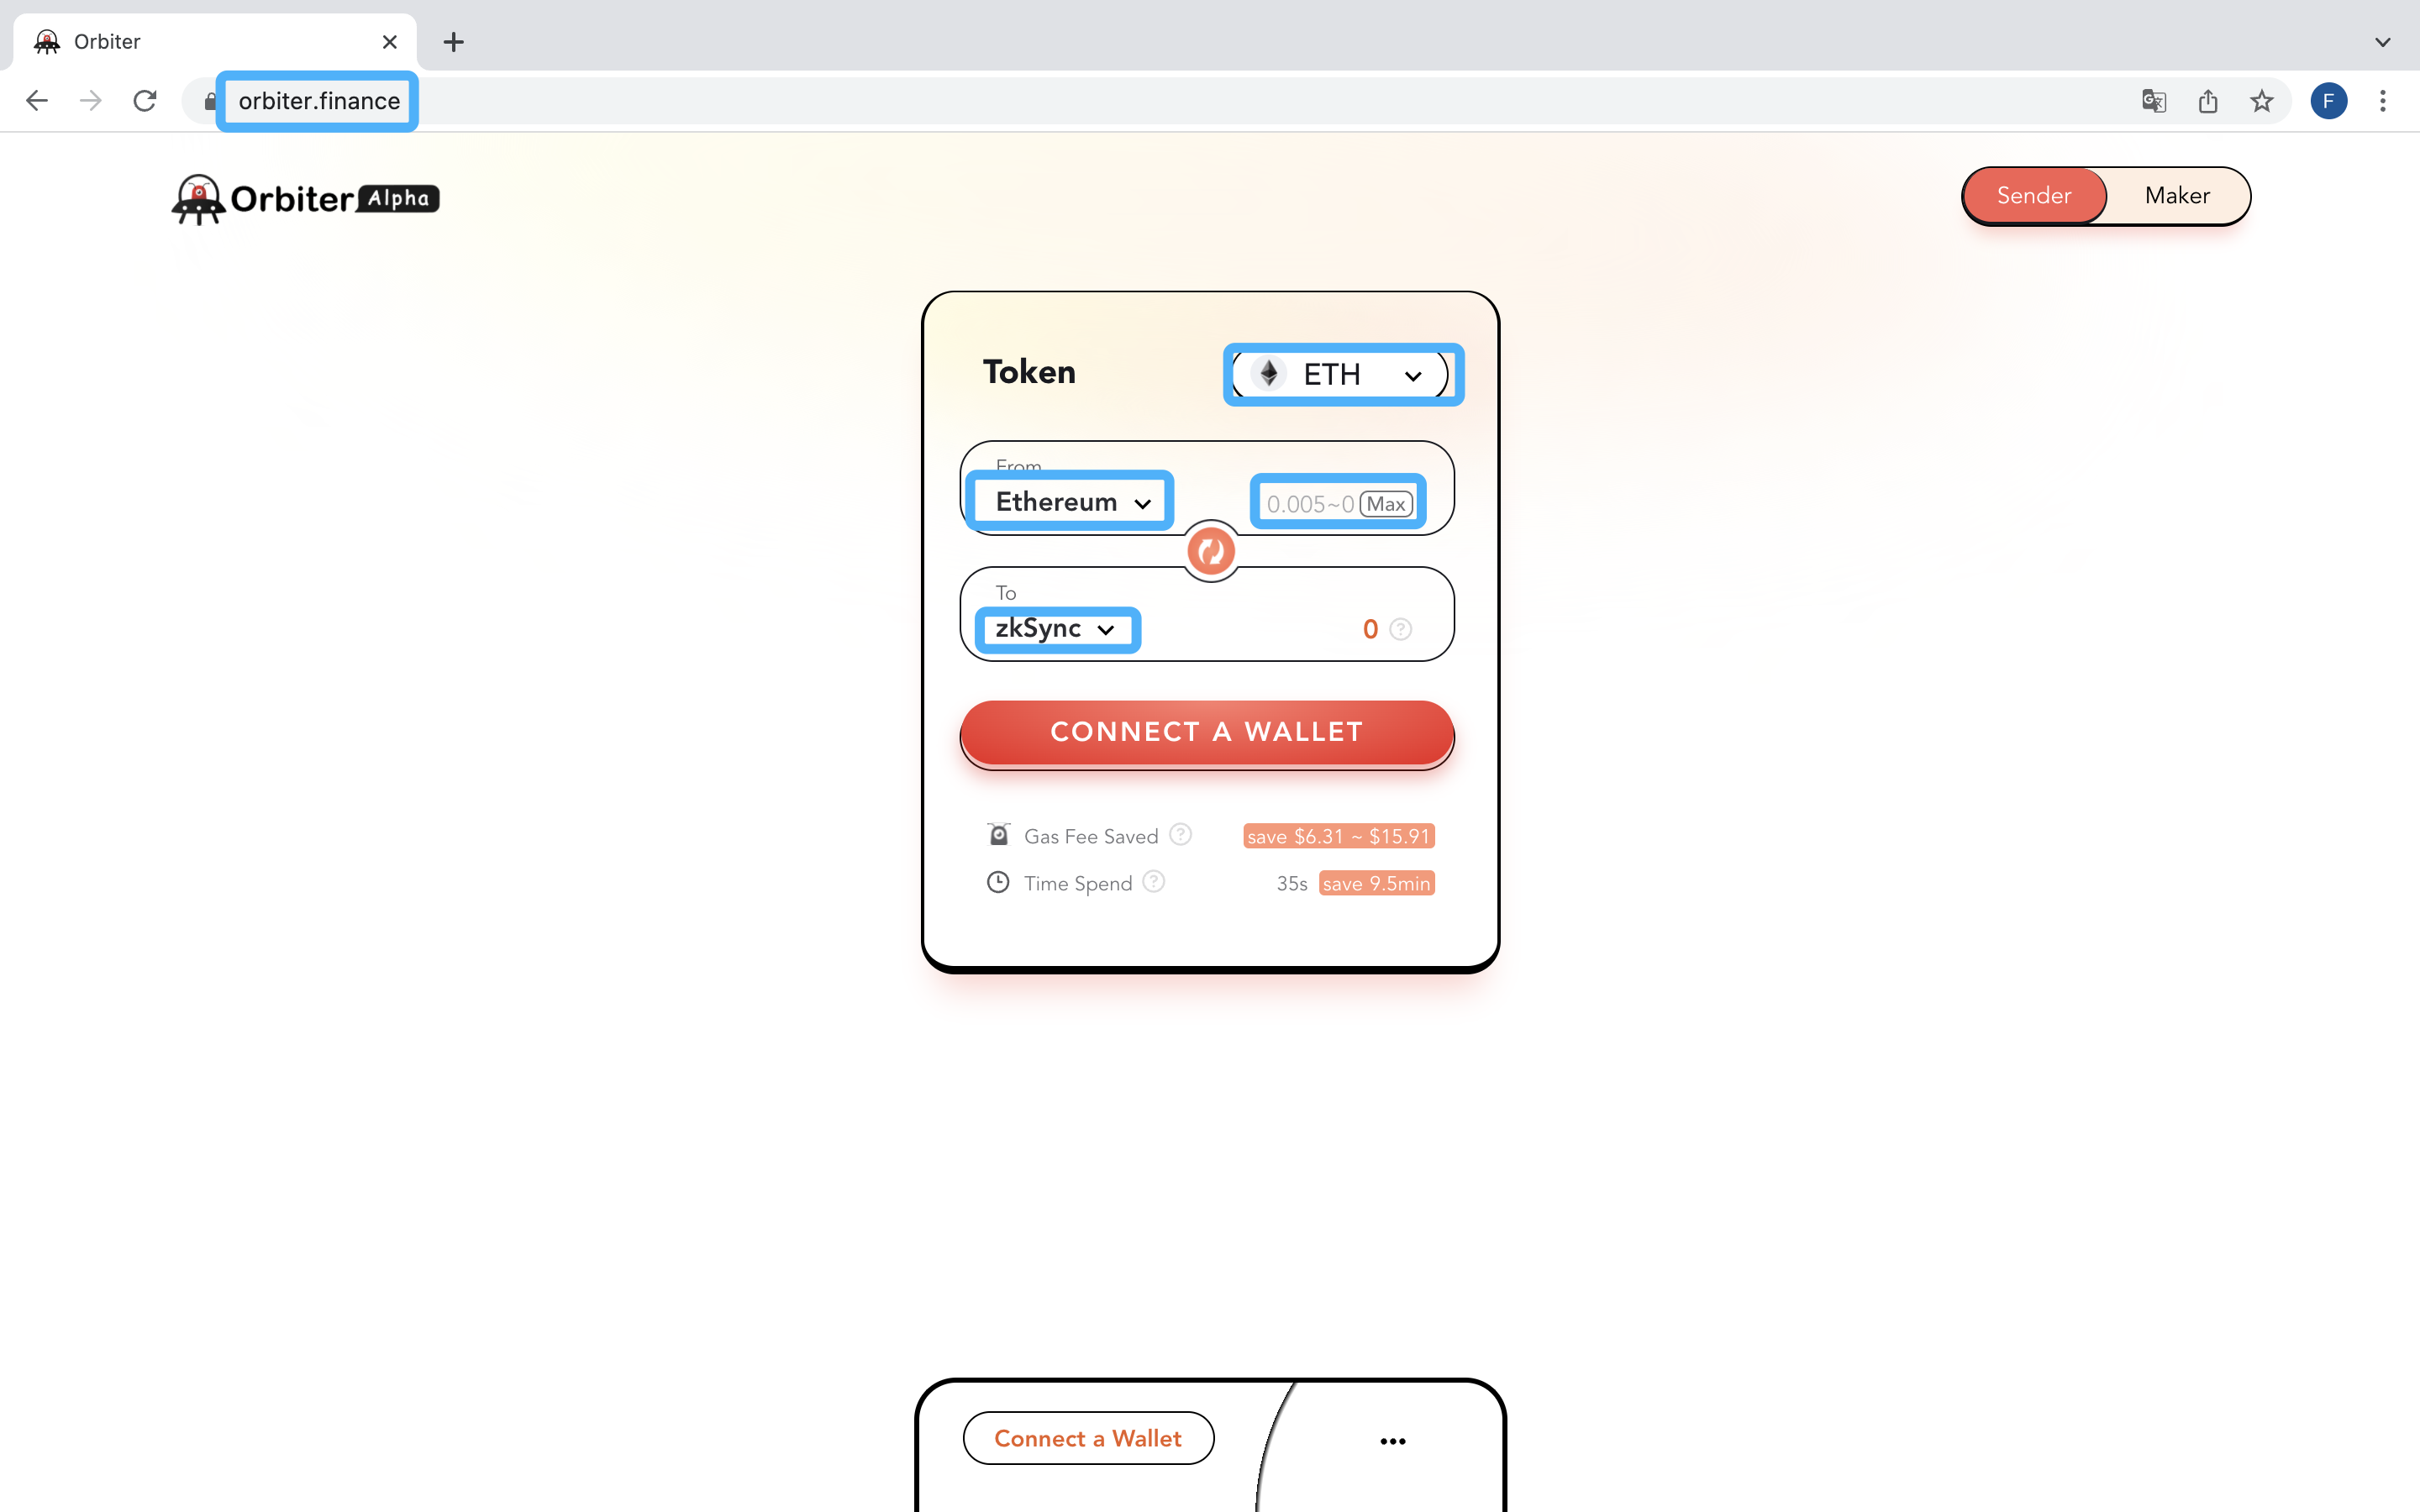 Orbiter
orbiter.finance
F
Orbiter Alpha
Sender Maker
Token ETH
From
Ethereum 0.005~0 Max
To
zkSync 0 ?
CONNECT A WALLET
Gas Fee Saved ? save $6.31 ~ $15.91
Time Spend ? 35s save 9.5min
Connect a Wallet